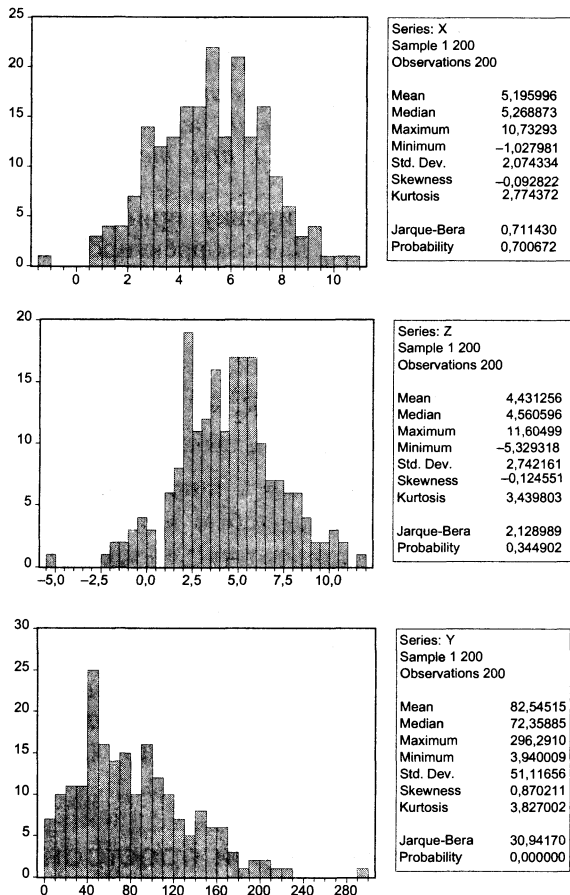 25
20
15
10
5
0
0 2 4 6 8 10
Series: X
Sample 1 200
Observations 200
Mean 5,195996
Median 5,268873
Maximum 10,73293
Minimum –1,027981
Std. Dev. 2,074334
Skewness –0,092822
Kurtosis 2,774372
Jarque-Bera 0,711430
Probability 0,700672
20
15
10
5
0
–5,0 –2,5 0,0 2,5 5,0 7,5 10,0
Series: Z
Sample 1 200
Observations 200
Mean 4,431256
Median 4,560596
Maximum 11,60499
Minimum –5,329318
Std. Dev. 2,742161
Skewness –0,124551
Kurtosis 3,439803
Jarque-Bera 2,128989
Probability 0,344902
30
25
20
15
10
5
0
0 40 80 120 160 200 240 280
Series: Y
Sample 1 200
Observations 200
Mean 82,54515
Median 72,35885
Maximum 296,2910
Minimum 3,940009
Std. Dev. 51,11656
Skewness 0,870211
Kurtosis 3,827002
Jarque-Bera 30,94170
Probability 0,000000